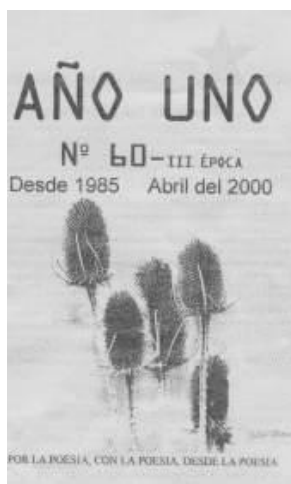 AÑO UNO
Nº 60-III ÉPOCA
Desde 1985 Abril del 2000
POR LA POESIA, CON LA POESIA, DESDE LA POESIA